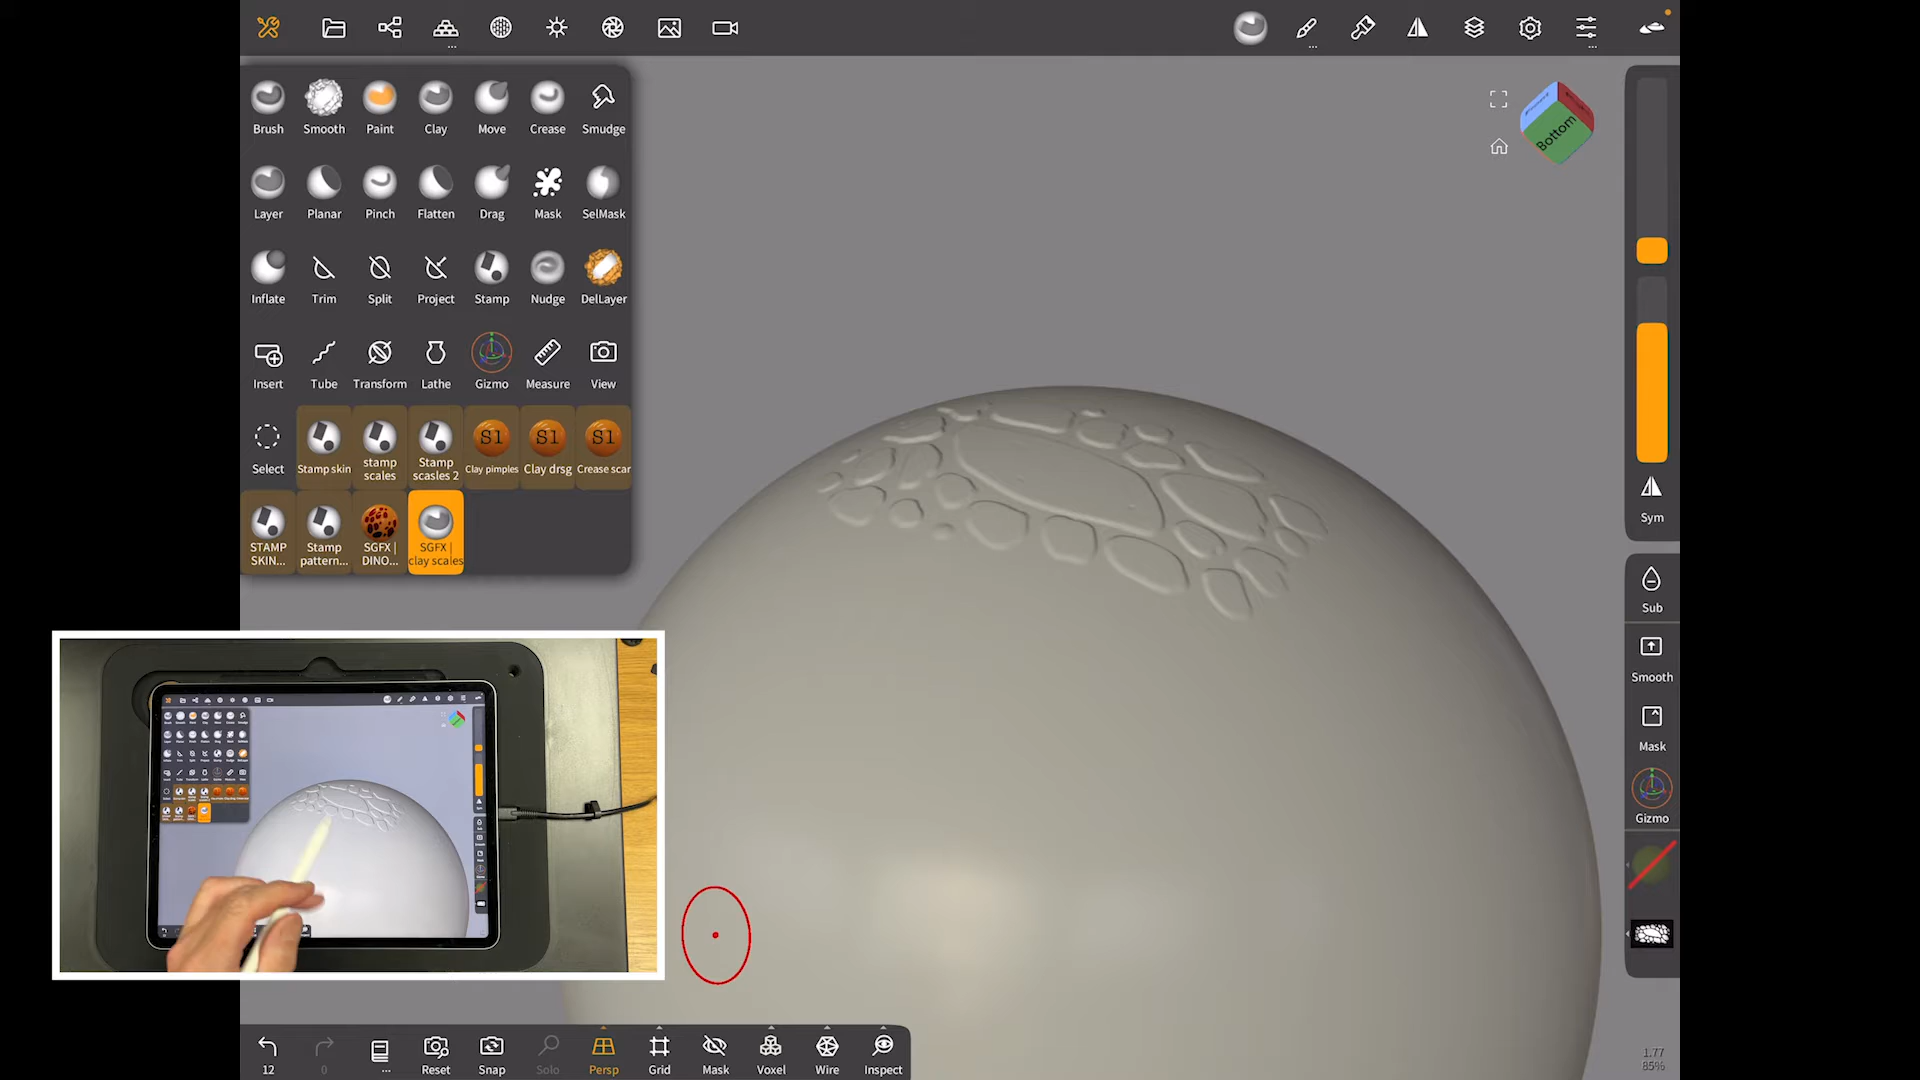 Brush Smooth Paint Clay Move Crease Smudge
Layer Planar Pinch Flatten Drag Mask SelMask
Inflate Trim Split Project Stamp Nudge DelLayer
Insert Tube Transform Lathe Gizmo Measure View
S1 S1 S1
Select Stamp skin stamp scales Stamp scasles 2 Clay pimples Clay drsg Crease scar
STAMP SKIN... Stamp pattern... SGFX | DINO... SGFX | clay scales
Bottom
Sym
Sub
Smooth
Mask
Gizmo
12 0 ... Reset Snap Solo Persp Grid Mask Voxel Wire Inspect
1.77
85%